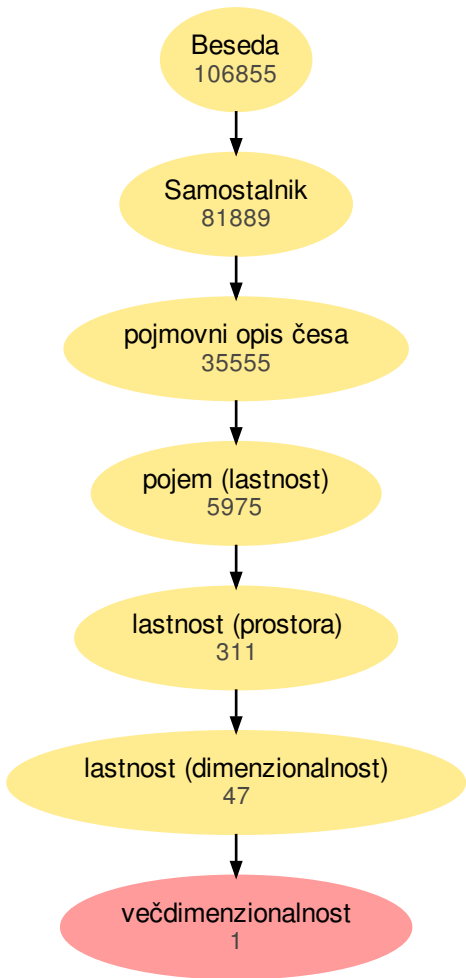 Beseda
106855
Samostalnik
81889
pojmovni opis česa
35555
pojem (lastnost)
5975
lastnost (prostora)
311
lastnost (dimenzionalnost)
47
večdimenzionalnost
1